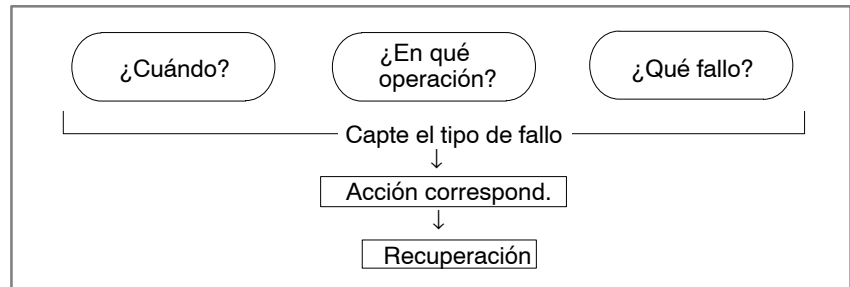 ¿Cuándo?
¿En qué
operación?
¿Qué fallo?
Capte el tipo de fallo
↓
Acción correspond.
↓
Recuperación